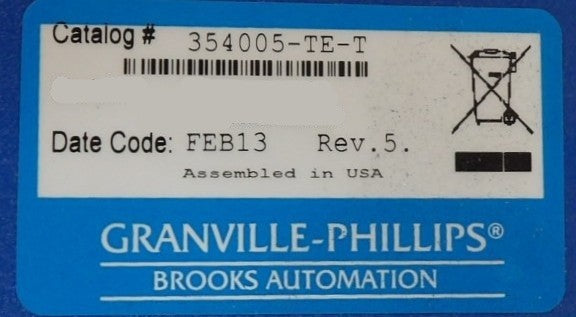 Catalog # 354005-TE-T
Date Code: FEB13 Rev.5.
Assembled in USA
GRANVILLE-PHILLIPS®
BROOKS AUTOMATION